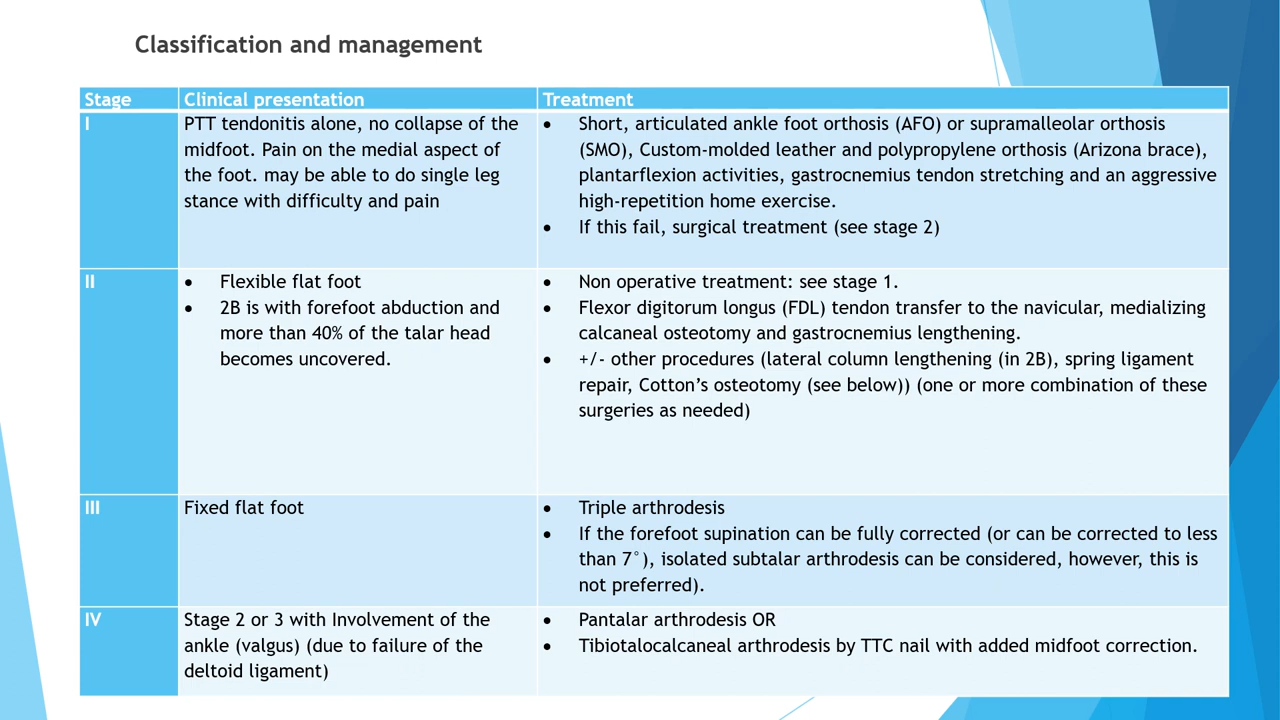 Classification and management
Stage
Clinical presentation
Treatment
I
PTT tendonitis alone, no collapse of the
midfoot. Pain on the medial aspect of
the foot. may be able to do single leg
stance with difficulty and pain
• Short, articulated ankle foot orthosis (AFO) or supramalleolar orthosis
(SMO), Custom-molded leather and polypropylene orthosis (Arizona brace),
plantarflexion activities, gastrocnemius tendon stretching and an aggressive
high-repetition home exercise.
• If this fail, surgical treatment (see stage 2)
II
• Flexible flat foot
• 2B is with forefoot abduction and
more than 40% of the talar head
becomes uncovered.
• Non operative treatment: see stage 1.
• Flexor digitorum longus (FDL) tendon transfer to the navicular, medializing
calcaneal osteotomy and gastrocnemius lengthening.
• +/- other procedures (lateral column lengthening (in 2B), spring ligament
repair, Cotton’s osteotomy (see below)) (one or more combination of these
surgeries as needed)
III
Fixed flat foot
• Triple arthrodesis
• If the forefoot supination can be fully corrected (or can be corrected to less
than 7°), isolated subtalar arthrodesis can be considered, however, this is
not preferred).
IV
Stage 2 or 3 with Involvement of the
ankle (valgus) (due to failure of the
deltoid ligament)
• Pantalar arthrodesis OR
• Tibiotalocalcaneal arthrodesis by TTC nail with added midfoot correction.